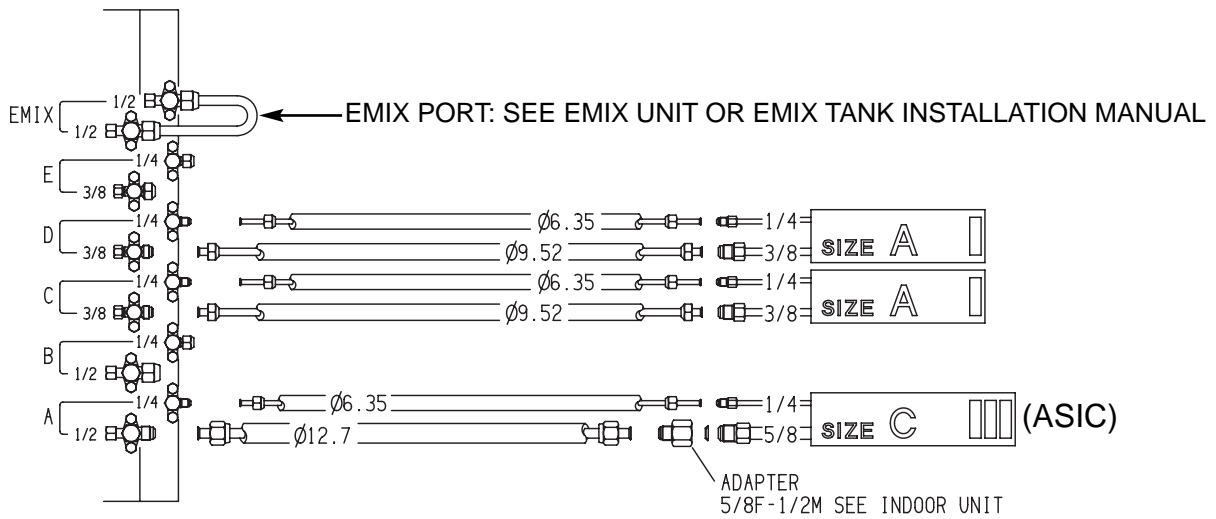 EMIX
1/2
1/2
EMIX PORT: SEE EMIX UNIT OR EMIX TANK INSTALLATION MANUAL
E
1/4
3/8
D
1/4
3/8
Ø6.35
Ø9.52
1/4
3/8
SIZE A
C
1/4
3/8
Ø6.35
Ø9.52
1/4
3/8
SIZE A
B
1/4
1/2
A
1/4
1/2
Ø6.35
Ø12.7
1/4
5/8
SIZE C
(ASIC)
ADAPTER
5/8F-1/2M SEE INDOOR UNIT